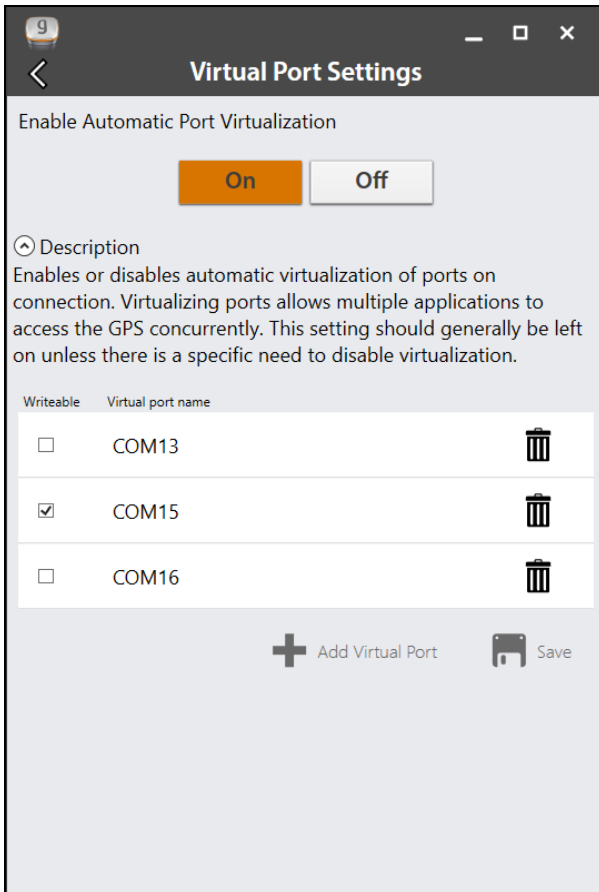 g
Virtual Port Settings
Enable Automatic Port Virtualization
On Off
Description
Enables or disables automatic virtualization of ports on
connection. Virtualizing ports allows multiple applications to
access the GPS concurrently. This setting should generally be left
on unless there is a specific need to disable virtualization.
Writeable Virtual port name
COM13
COM15
COM16
Add Virtual Port Save